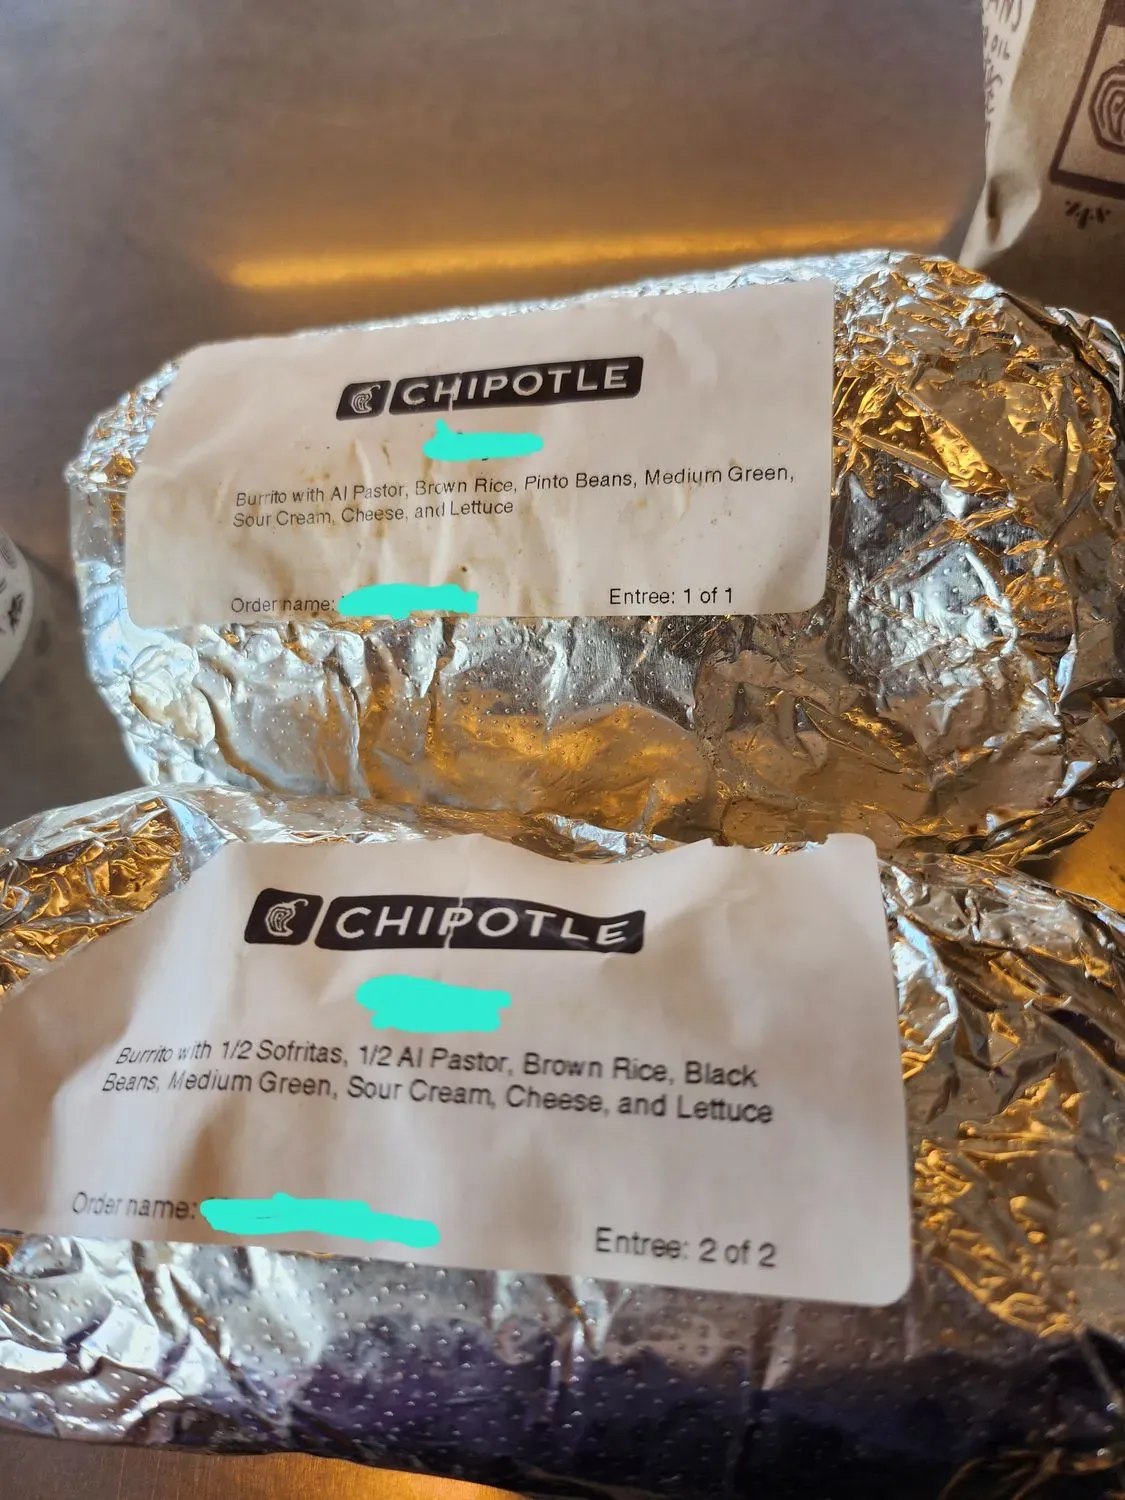 CHIPOTLE
Burrito with Al Pastor, Brown Rice, Pinto Beans, Medium Green,
Sour Cream, Cheese, and Lettuce
Order name:
Entree: 1 of 1
CHIPOTLE
Burrito with 1/2 Sofritas, 1/2 Al Pastor, Brown Rice, Black
Beans, Medium Green, Sour Cream, Cheese, and Lettuce
Order name:
Entree: 2 of 2